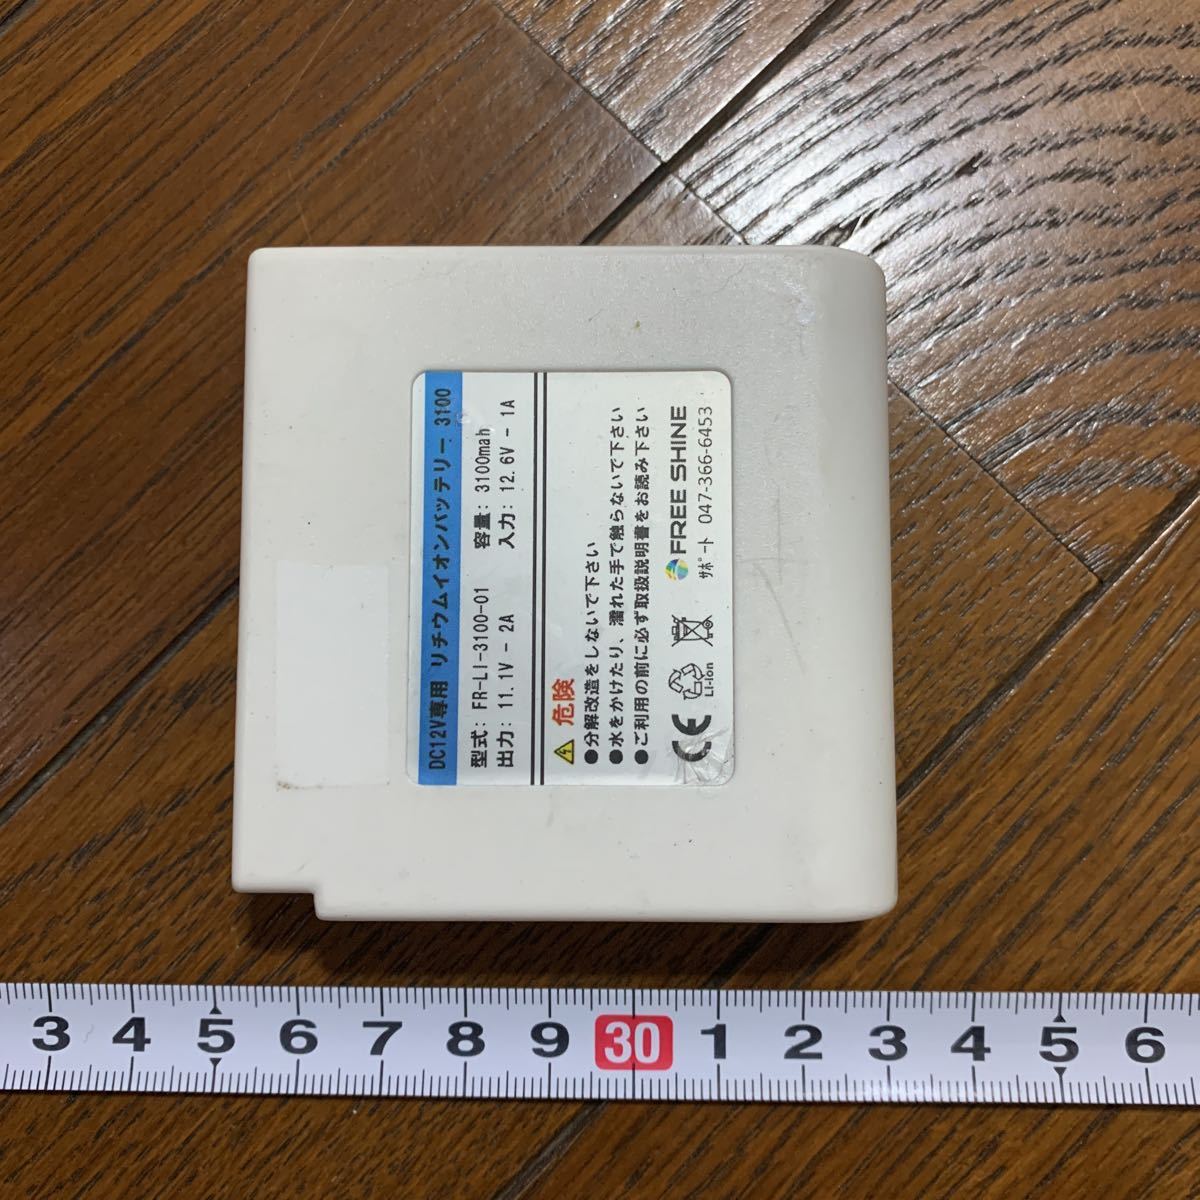 DC12V専用 リチウムイオンバッテリー 3100
型式: FR-LI-3100-01 容量: 3100mah
出力: 11.1V - 2A 入力: 12.6V - 1A
危険
●分解改造をしないで下さい
●水をかけたり、濡れた手で触らないで下さい
●ご利用の前に必ず取扱説明書をお読み下さい
CE Li-ion FREE SHINE
サポート 047-366-6453
3 4 5 6 7 8 9 30 1 2 3 4 5 6